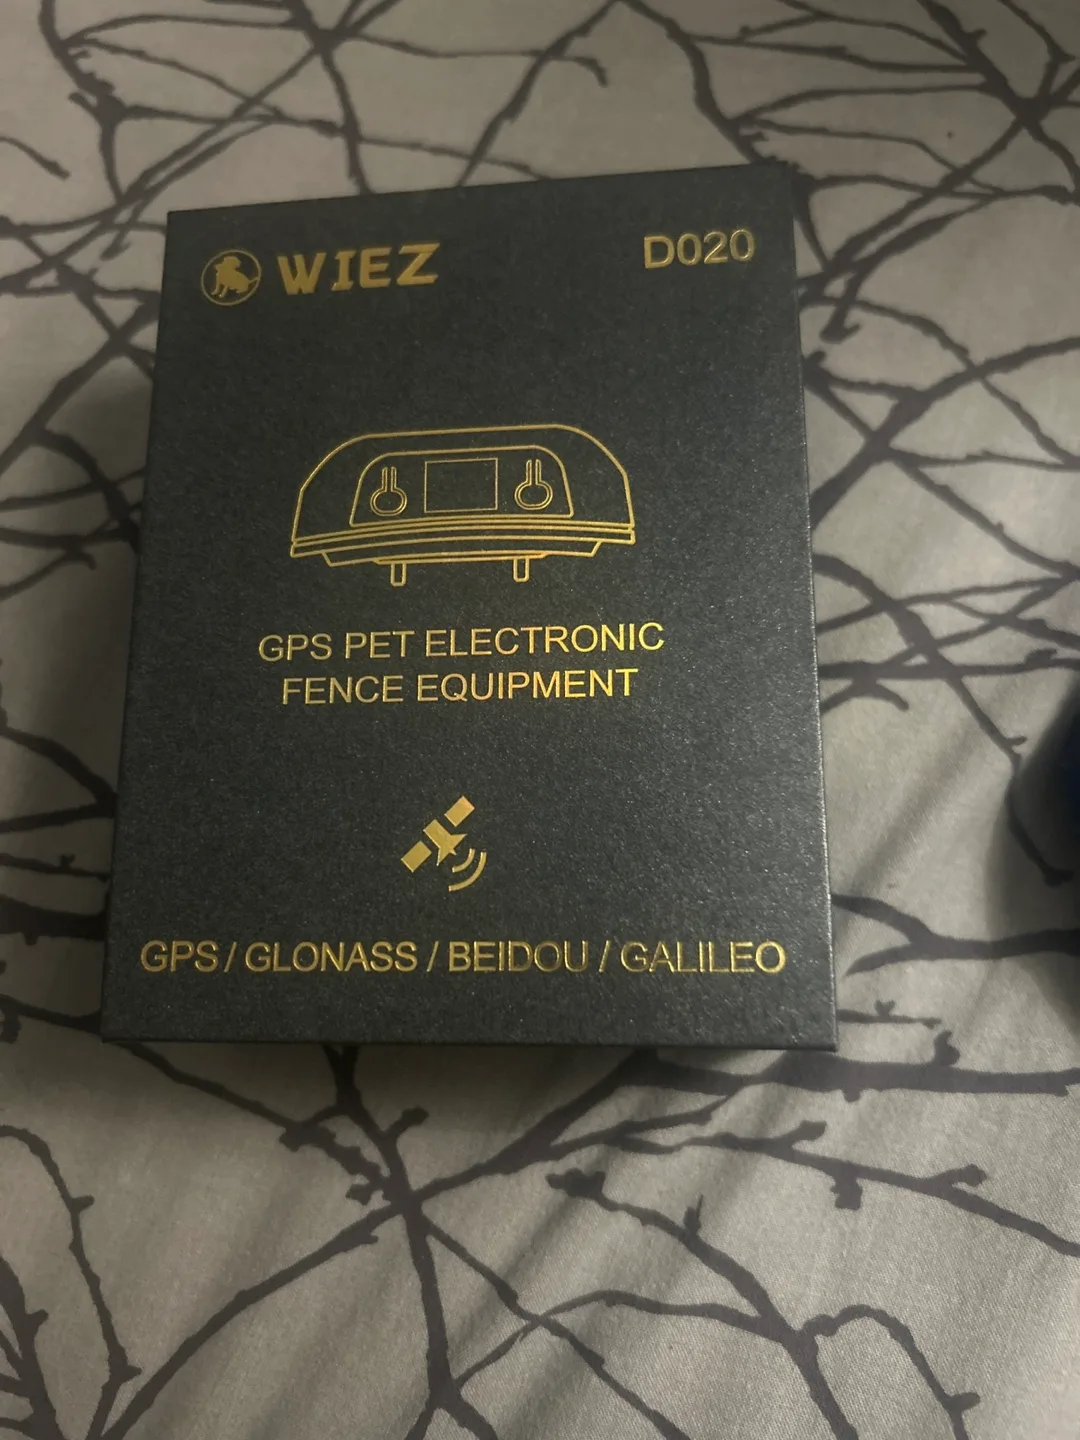 WIEZ
D020
GPS PET ELECTRONIC
FENCE EQUIPMENT
GPS / GLONASS / BEIDOU / GALILEO